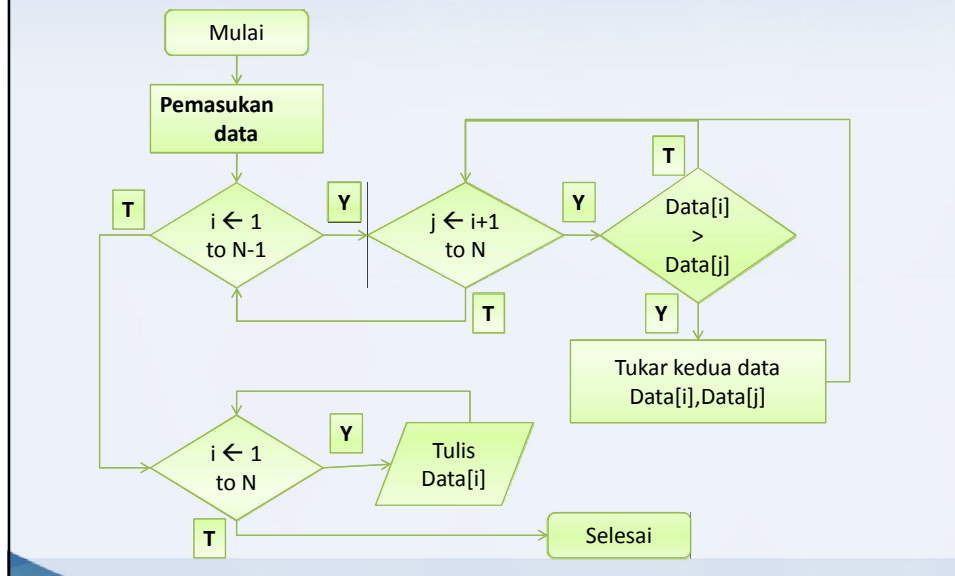 Mulai
Pemasukan
data
T
i ← 1
to N-1
Y
j ← i+1
to N
Y
T
Data[i]
>
Data[j]
T
Y
Tukar kedua data
Data[i],Data[j]
i ← 1
to N
Y
Tulis
Data[i]
T
Selesai